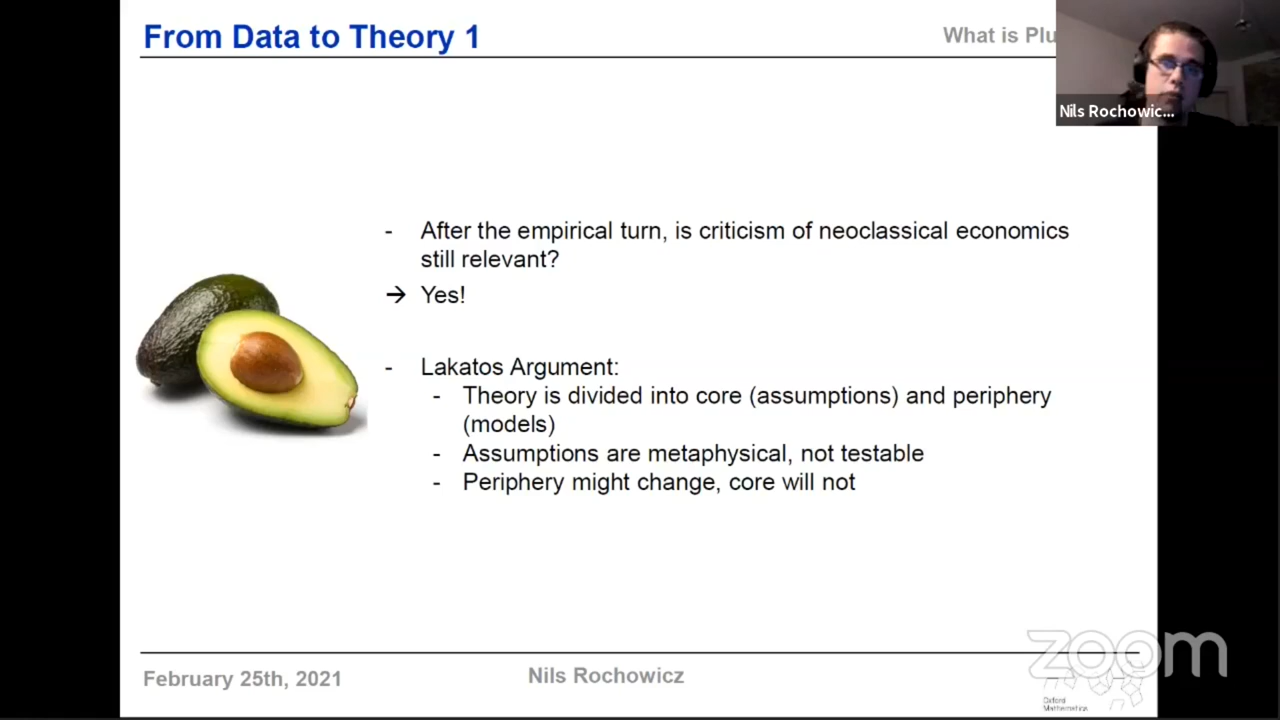 From Data to Theory 1
What is Plu
Nils Rochowic...
- After the empirical turn, is criticism of neoclassical economics
still relevant?
→ Yes!
- Lakatos Argument:
- Theory is divided into core (assumptions) and periphery
(models)
- Assumptions are metaphysical, not testable
- Periphery might change, core will not
February 25th, 2021
Nils Rochowicz
zoom
Oxford
Mathematics